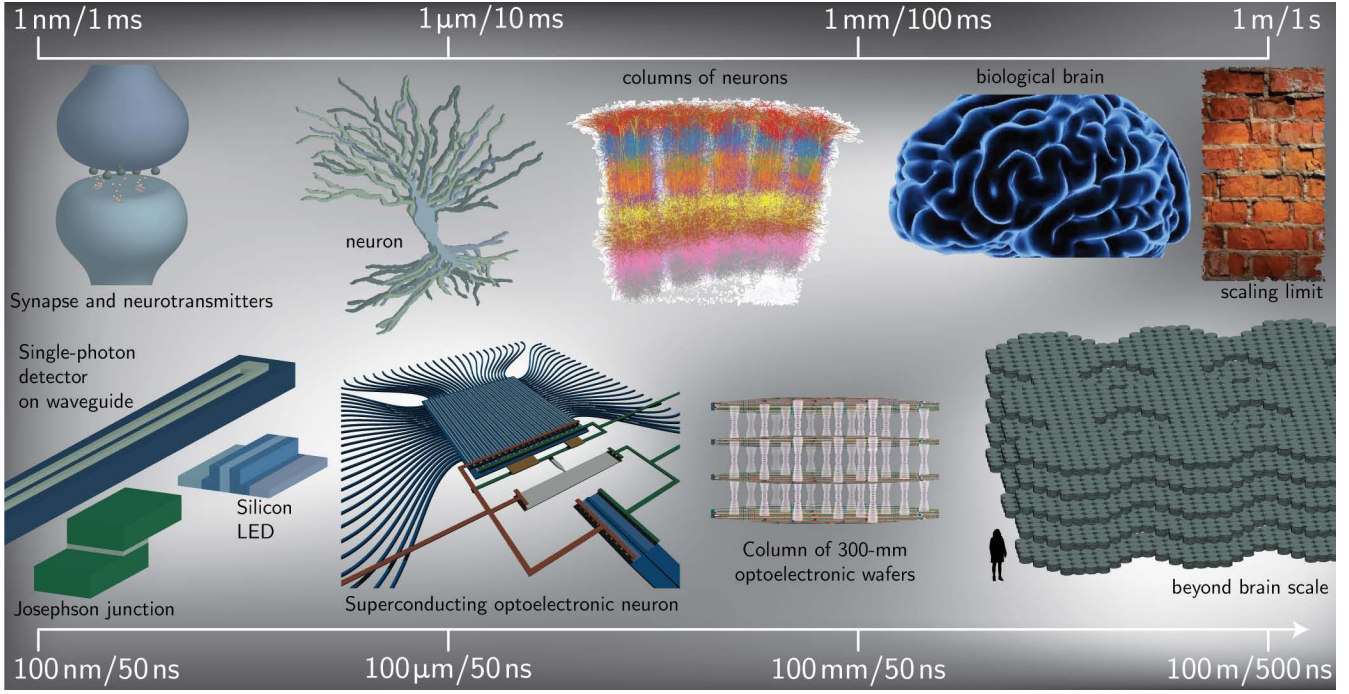 1 nm/1 ms
1 μm/10 ms
1 mm/100 ms
1 m/1 s
columns of neurons
biological brain
neuron
Synapse and neurotransmitters
scaling limit
Single-photon
detector
on waveguide
Silicon
LED
Josephson junction
Superconducting optoelectronic neuron
Column of 300-mm
optoelectronic wafers
beyond brain scale
100 nm/50 ns
100 μm/50 ns
100 mm/50 ns
100 m/500 ns